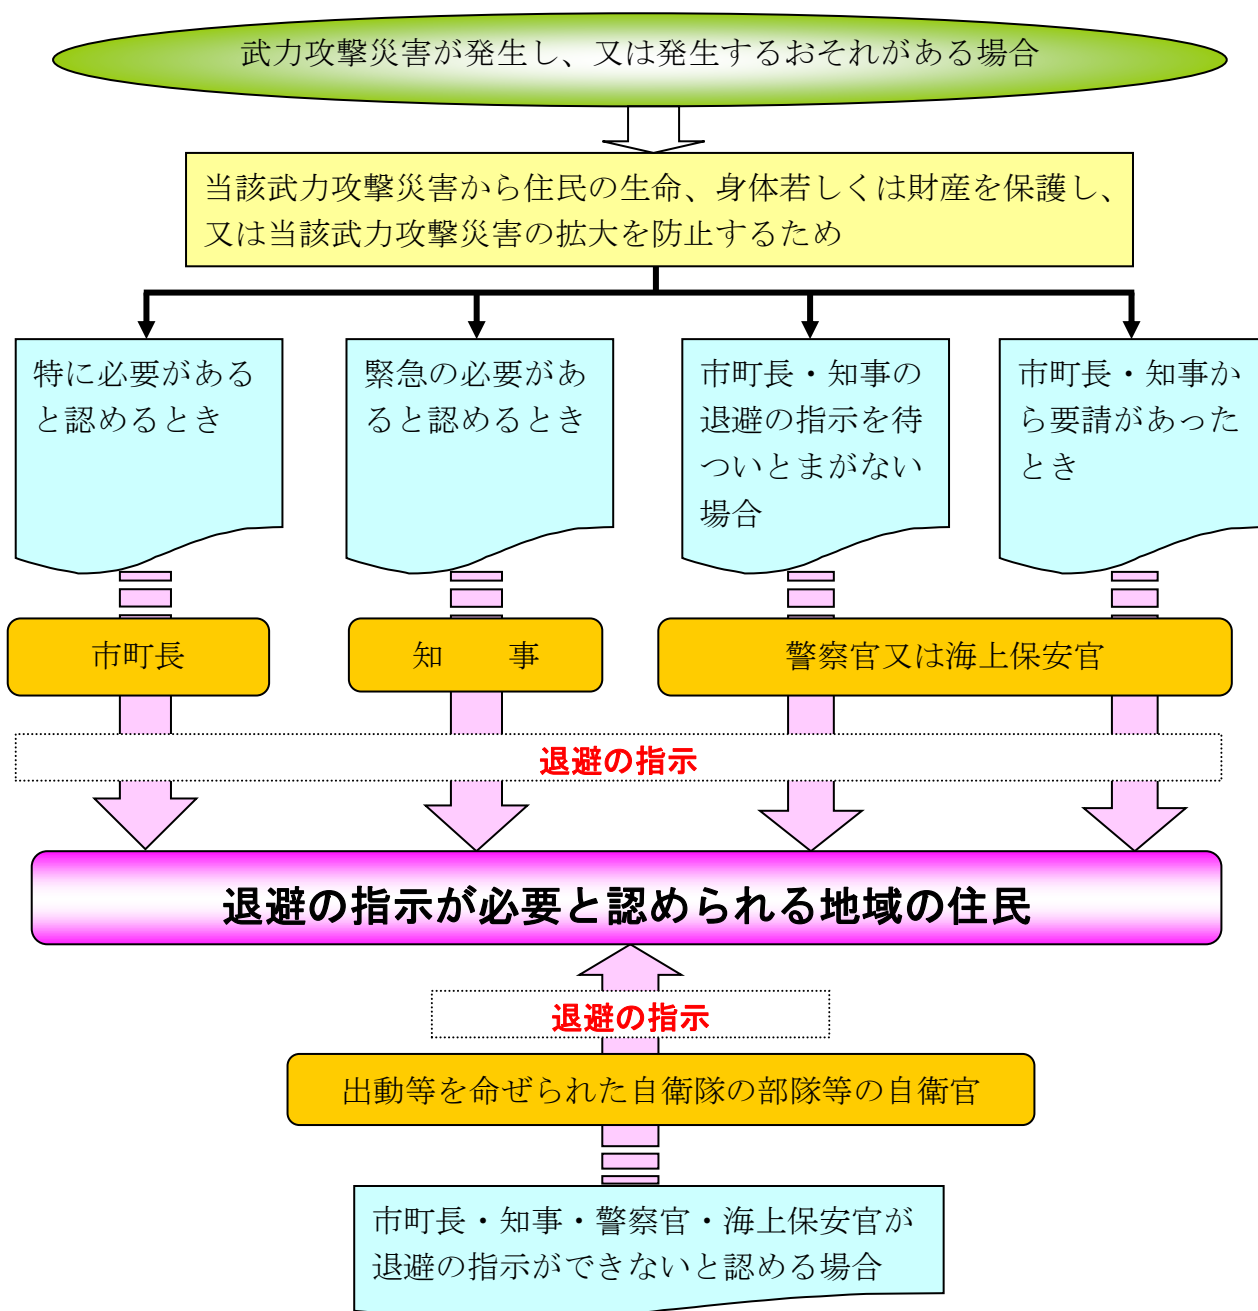 武力攻撃災害が発生し、又は発生するおそれがある場合
当該武力攻撃災害から住民の生命、身体若しくは財産を保護し、
又は当該武力攻撃災害の拡大を防止するため
特に必要がある
と認めるとき
緊急の必要があ
ると認めるとき
市町長・知事の
退避の指示を待
ついとまがない
場合
市町長・知事か
ら要請があった
とき
市町長
知　　事
警察官又は海上保安官
退避の指示
退避の指示が必要と認められる地域の住民
退避の指示
出動等を命ぜられた自衛隊の部隊等の自衛官
市町長・知事・警察官・海上保安官が
退避の指示ができないと認める場合